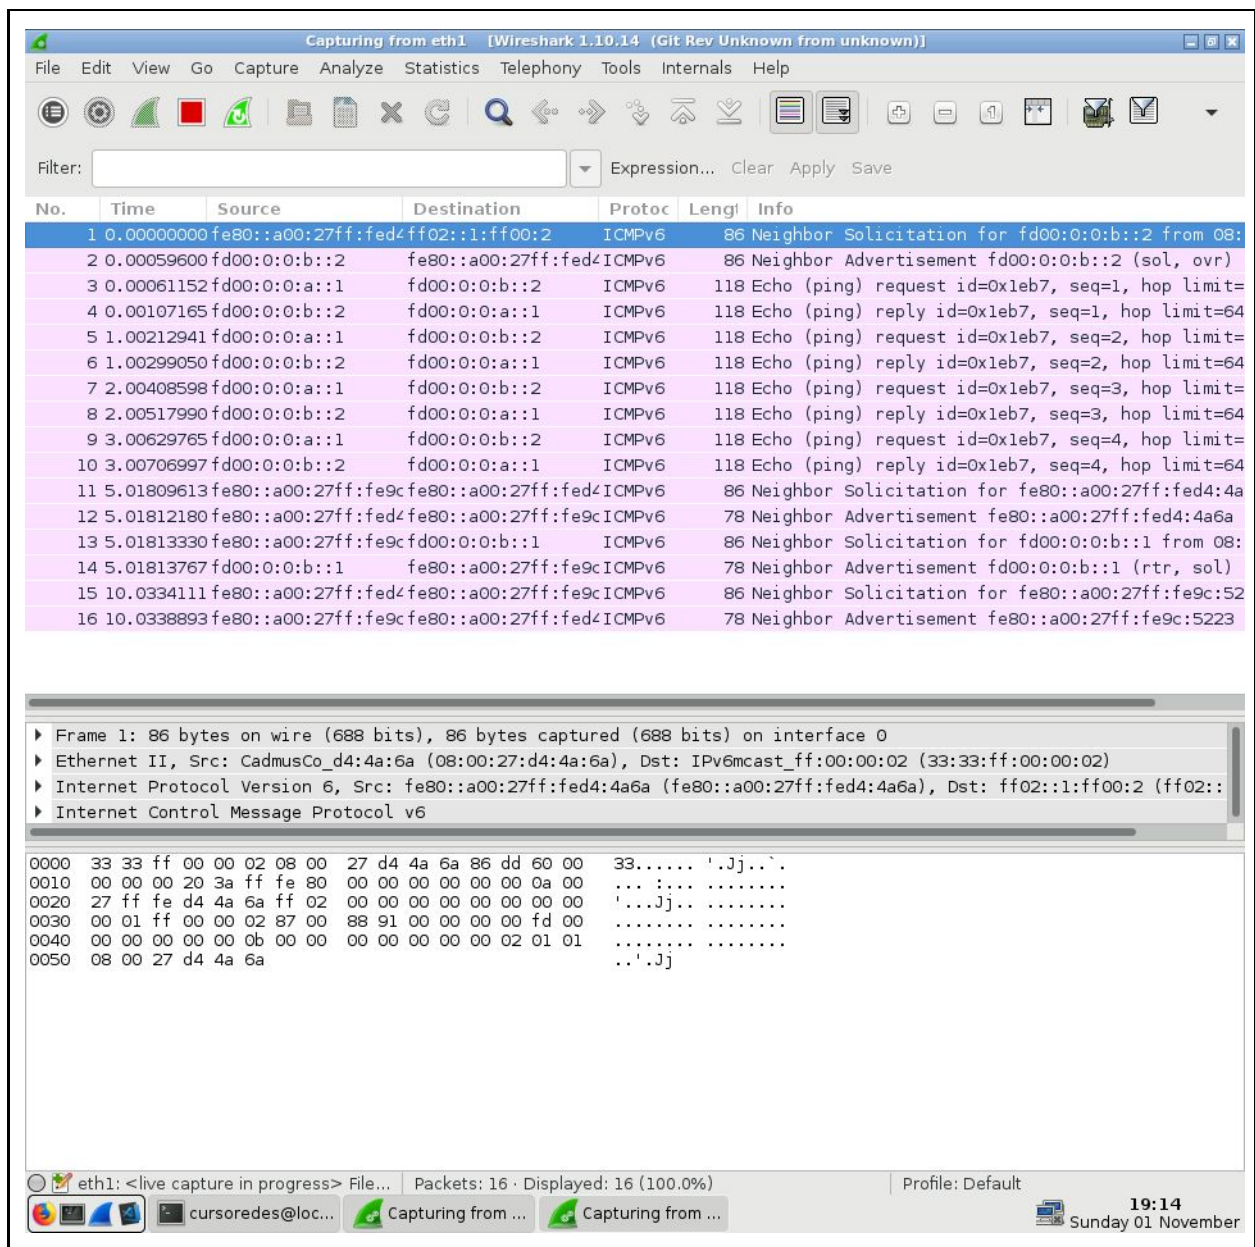 Capturing from eth1 [Wireshark 1.10.14 (Git Rev Unknown from unknown)]
File Edit View Go Capture Analyze Statistics Telephony Tools Internals Help
Filter: Expression... Clear Apply Save
No. Time Source Destination Protoc Lengt Info
1 0.00000000 fe80::a00:27ff:fed4 ff02::1:ff00:2 ICMPv6 86 Neighbor Solicitation for fd00:0:0:b::2 from 08:
2 0.00059600 fd00:0:0:b::2 fe80::a00:27ff:fed4 ICMPv6 86 Neighbor Advertisement fd00:0:0:b::2 (sol, ovr)
3 0.00061152 fd00:0:0:a::1 fd00:0:0:b::2 ICMPv6 118 Echo (ping) request id=0x1eb7, seq=1, hop limit=
4 0.00107165 fd00:0:0:b::2 fd00:0:0:a::1 ICMPv6 118 Echo (ping) reply id=0x1eb7, seq=1, hop limit=64
5 1.00212941 fd00:0:0:a::1 fd00:0:0:b::2 ICMPv6 118 Echo (ping) request id=0x1eb7, seq=2, hop limit=
6 1.00299050 fd00:0:0:b::2 fd00:0:0:a::1 ICMPv6 118 Echo (ping) reply id=0x1eb7, seq=2, hop limit=64
7 2.00408598 fd00:0:0:a::1 fd00:0:0:b::2 ICMPv6 118 Echo (ping) request id=0x1eb7, seq=3, hop limit=
8 2.00517990 fd00:0:0:b::2 fd00:0:0:a::1 ICMPv6 118 Echo (ping) reply id=0x1eb7, seq=3, hop limit=64
9 3.00629765 fd00:0:0:a::1 fd00:0:0:b::2 ICMPv6 118 Echo (ping) request id=0x1eb7, seq=4, hop limit=
10 3.00706997 fd00:0:0:b::2 fd00:0:0:a::1 ICMPv6 118 Echo (ping) reply id=0x1eb7, seq=4, hop limit=64
11 5.01809613 fe80::a00:27ff:fe9c fe80::a00:27ff:fed4 ICMPv6 86 Neighbor Solicitation for fe80::a00:27ff:fed4:4a
12 5.01812180 fe80::a00:27ff:fed4 fe80::a00:27ff:fe9c ICMPv6 78 Neighbor Advertisement fe80::a00:27ff:fed4:4a6a
13 5.01813330 fe80::a00:27ff:fe9c fd00:0:0:b::1 ICMPv6 86 Neighbor Solicitation for fd00:0:0:b::1 from 08:
14 5.01813767 fd00:0:0:b::1 fe80::a00:27ff:fe9c ICMPv6 78 Neighbor Advertisement fd00:0:0:b::1 (rtr, sol)
15 10.0334111 fe80::a00:27ff:fed4 fe80::a00:27ff:fe9c ICMPv6 86 Neighbor Solicitation for fe80::a00:27ff:fe9c:52
16 10.0338893 fe80::a00:27ff:fe9c fe80::a00:27ff:fed4 ICMPv6 78 Neighbor Advertisement fe80::a00:27ff:fe9c:5223
Frame 1: 86 bytes on wire (688 bits), 86 bytes captured (688 bits) on interface 0
Ethernet II, Src: CadmusCo_d4:4a:6a (08:00:27:d4:4a:6a), Dst: IPv6mcast_ff:00:00:02 (33:33:ff:00:00:02)
Internet Protocol Version 6, Src: fe80::a00:27ff:fed4:4a6a (fe80::a00:27ff:fed4:4a6a), Dst: ff02::1:ff00:2 (ff02::
Internet Control Message Protocol v6
0000 33 33 ff 00 00 02 08 00 27 d4 4a 6a 86 dd 60 00 33...... '.Jj..`.
0010 00 00 00 20 3a ff fe 80 00 00 00 00 00 00 0a 00 ... :... ........
0020 27 ff fe d4 4a 6a ff 02 00 00 00 00 00 00 00 00 '...Jj.. ........
0030 00 01 ff 00 00 02 87 00 88 91 00 00 00 00 fd 00 ........ ........
0040 00 00 00 00 00 0b 00 00 00 00 00 00 00 02 01 01 ........ ........
0050 08 00 27 d4 4a 6a ..'.Jj
eth1: <live capture in progress> File... Packets: 16 · Displayed: 16 (100.0%) Profile: Default
cursoredes@loc... Capturing from ... Capturing from ... 19:14
Sunday 01 November